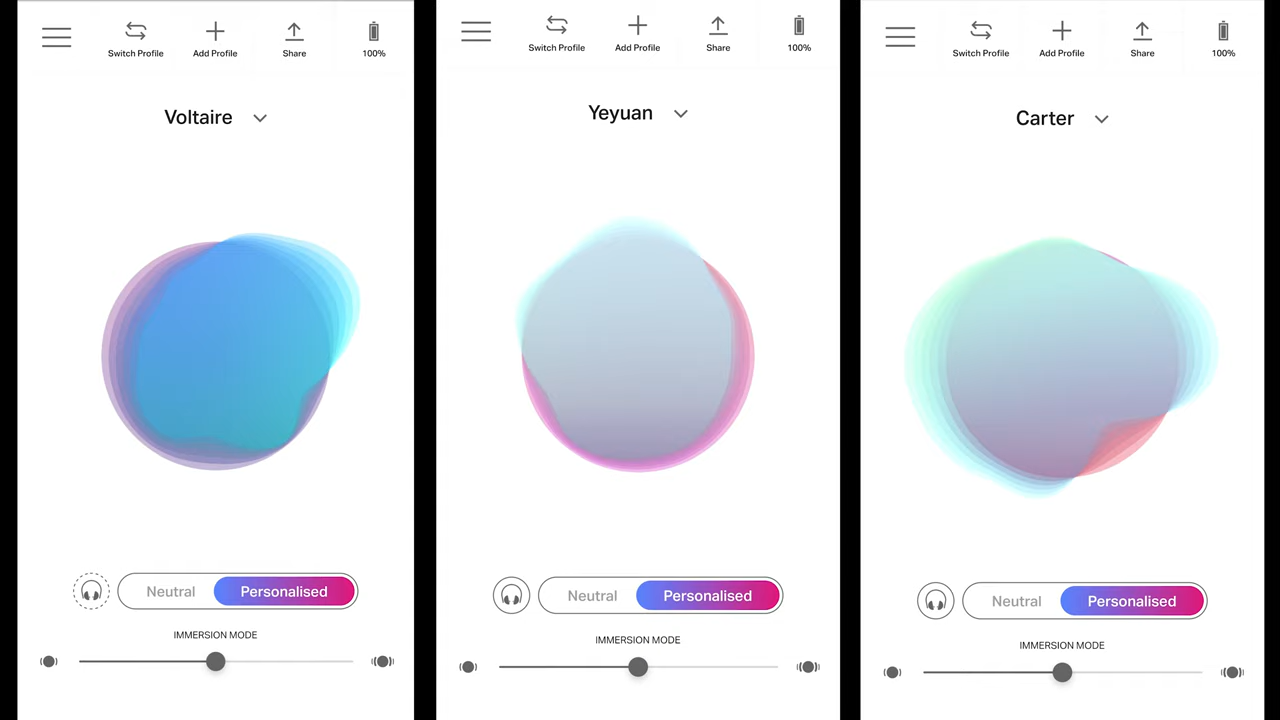 Switch Profile Add Profile Share 100%
Voltaire
Neutral Personalised
IMMERSION MODE
Switch Profile Add Profile Share 100%
Yeyuan
Neutral Personalised
IMMERSION MODE
Switch Profile Add Profile Share 100%
Carter
Neutral Personalised
IMMERSION MODE